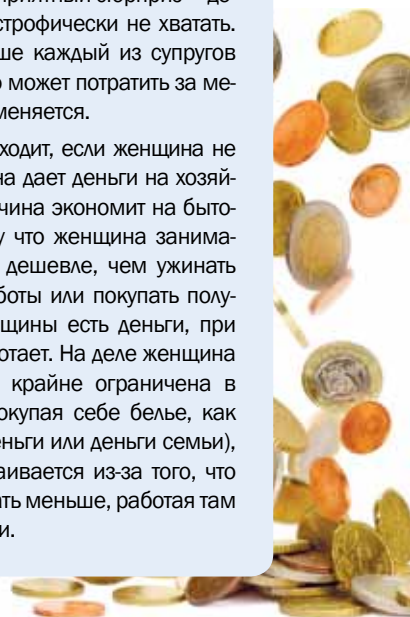 строфически не хватать.
ше каждый из супругов
о может потратить за ме-
меняется.
ходит, если женщина не
на дает деньги на хозяй-
чина экономит на быто-
у что женщина занима-
дешевле, чем ужинать
боты или покупать полу-
щины есть деньги, при
отает. На деле женщина
крайне ограничена в
окупая себе белье, как
еньги или деньги семьи),
аивается из-за того, что
ать меньше, работая там
и.